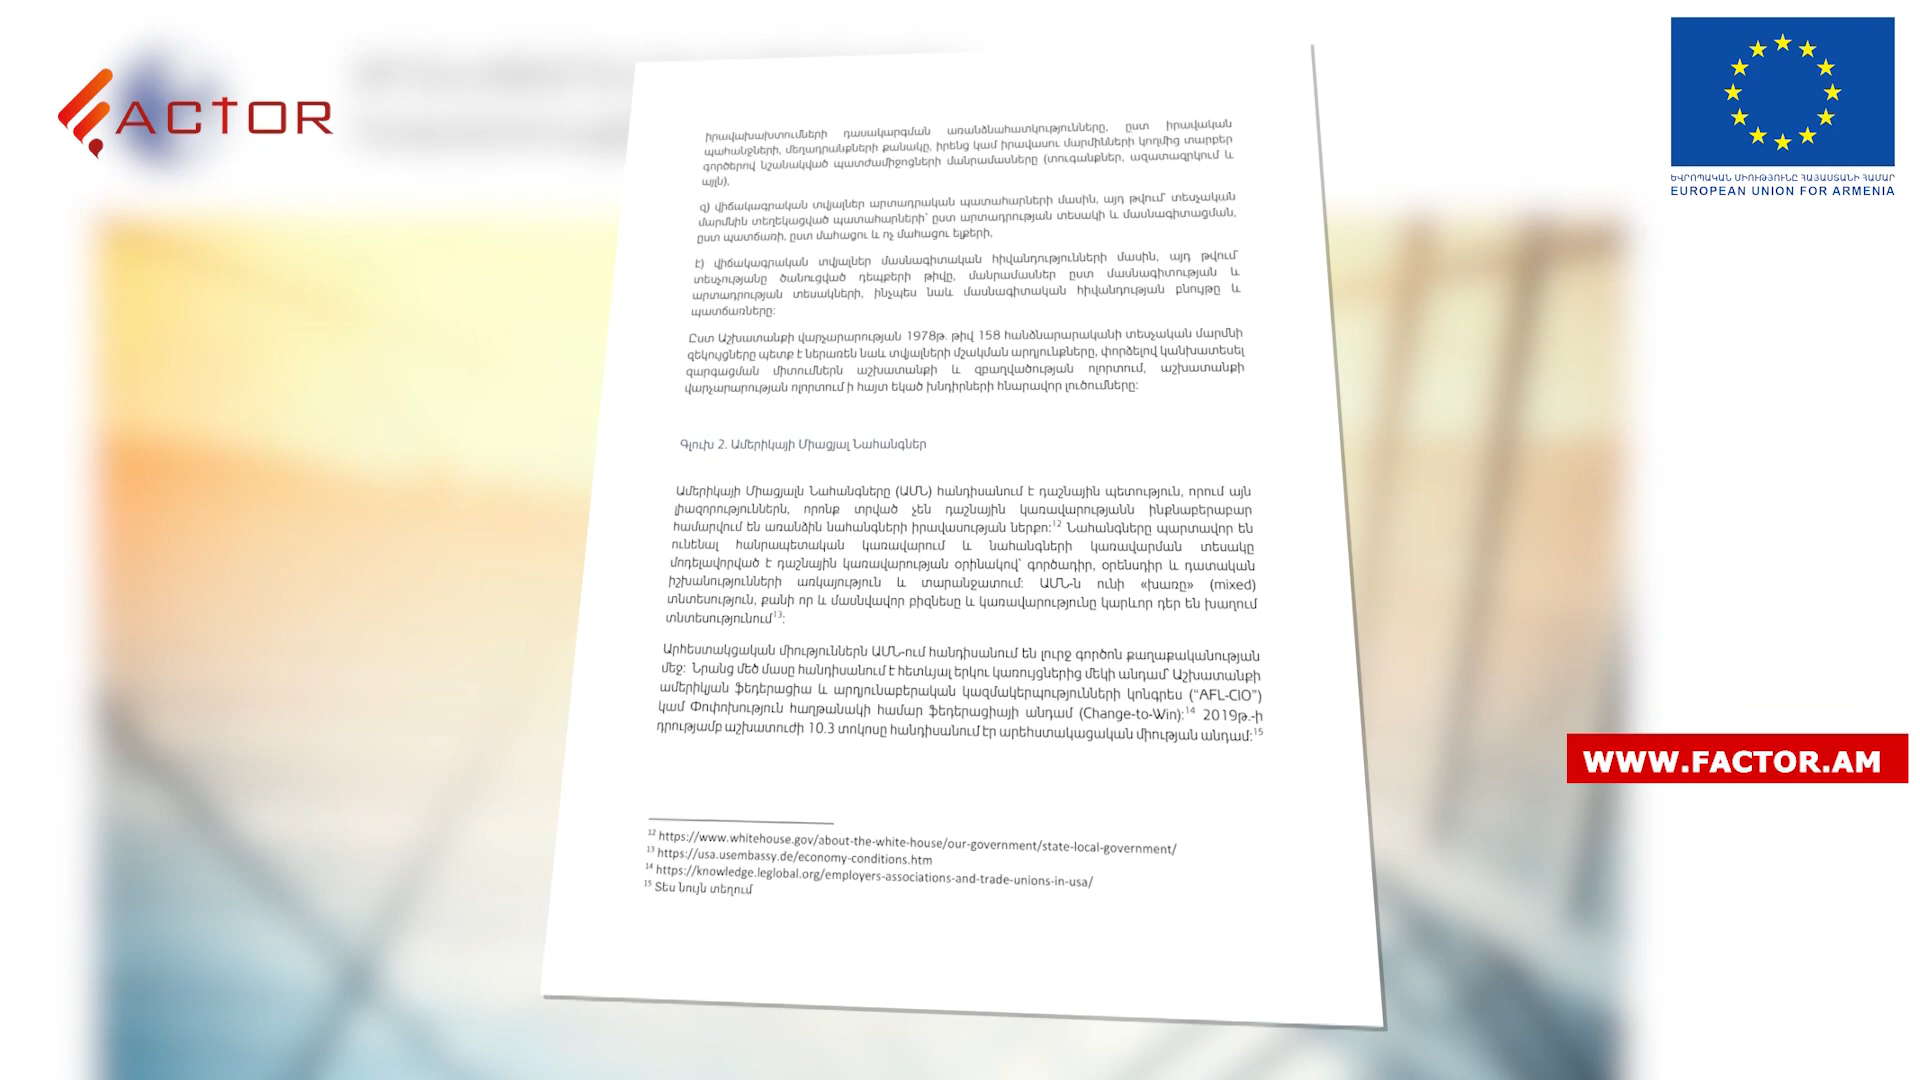 ACTOR
ԵՎՐՈՊԱԿԱՆ ՄԻՈՒԹՅՈՒՆԸ ՀԱՅԱՍՏԱՆԻ ՀԱՄԱՐ
EUROPEAN UNION FOR ARMENIA
իրավախախտումների դասակարգման առանձնահատկությունները, ըստ իրավական
պահանջների, մեղադրանքների քանակը, իրենց կամ իրավասու մարմինների կողմից տարբեր
գործերով նշանակված պատժամիջոցների մանրամասները (տուգանքներ, ազատազրկում և
այլն),
զ) վիճակագրական տվյալներ արտադրական պատահարների մասին, այդ թվում՝ տեսչական
մարմնին տեղեկացված պատահարների՝ ըստ արտադրության տեսակի և մասնագիտացման,
ըստ պատճառի, ըստ մահացու և ոչ մահացու ելքերի,
է) վիճակագրական տվյալներ մասնագիտական հիվանդությունների մասին, այդ թվում՝
տեսչությանը ծանուցված դեպքերի թիվը, մանրամասներ ըստ մասնագիտության և
արտադրության տեսակների, ինչպես նաև մասնագիտական հիվանդության բնույթը և
պատճառները:
Ըստ Աշխատանքի վարչարարության 1978թ. թիվ 158 հանձնարարականի տեսչական մարմնի
զեկույցները պետք է ներառեն նաև տվյալների մշակման արդյունքները, փորձելով կանխատեսել
զարգացման միտումներն աշխատանքի և զբաղվածության ոլորտում, աշխատանքի
վարչարարության ոլորտում ի հայտ եկած խնդիրների հնարավոր լուծումները:
Գլուխ 2. Ամերիկայի Միացյալ Նահանգներ
Ամերիկայի Միացյալն Նահանգները (ԱՄՆ) հանդիսանում է դաշնային պետություն, որում այն
լիազորություններն, որոնք տրված չեն դաշնային կառավարությանն ինքնաբերաբար
համարվում են առանձին նահանգների իրավասության ներքո:12 Նահանգները պարտավոր են
ունենալ հանրապետական կառավարում և նահանգների կառավարման տեսակը
մոդելավորված է դաշնային կառավարության օրինակով՝ գործադիր, օրենսդիր և դատական
իշխանությունների առկայություն և տարանջատում: ԱՄՆ-ն ունի «խառը» (mixed)
տնտեսություն, քանի որ և մասնվավոր բիզնեսը և կառավարությունը կարևոր դեր են խաղում
տնտեսությունում13:
Արհեստակցական միություններն ԱՄՆ-ում հանդիսանում են լուրջ գործոն քաղաքականության
մեջ: Նրանց մեծ մասը հանդիսանում է հետևյալ երկու կառույցներից մեկի անդամ՝ Աշխատանքի
ամերիկյան ֆեդերացիա և արդյունաբերական կազմակերպությունների կոնգրես (“AFL-CIO”)
կամ Փոփոխություն հաղթանակի համար ֆեդերացիայի անդամ (Change-to-Win):14 2019թ.-ի
դրությամբ աշխատուժի 10.3 տոկոսը հանդիսանում էր արեհստակացական միության անդամ:15
12 https://www.whitehouse.gov/about-the-white-house/our-government/state-local-government/
13 https://usa.usembassy.de/economy-conditions.htm
14 https://knowledge.leglobal.org/employers-associations-and-trade-unions-in-usa/
15 Տես նույն տեղում
WWW.FACTOR.AM